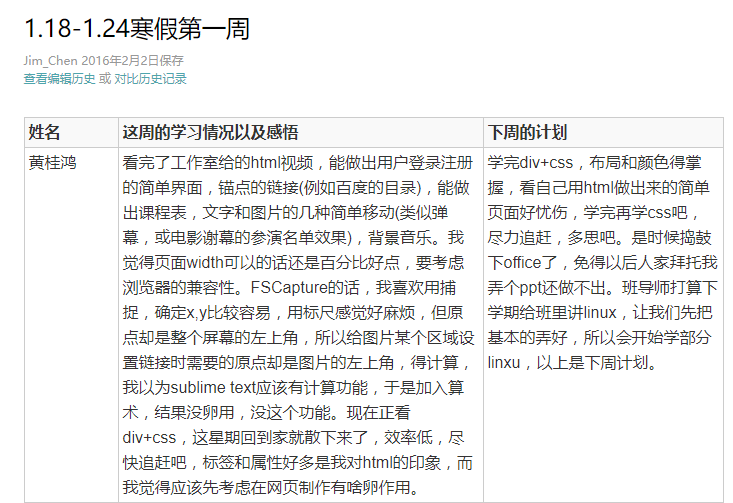 1.18-1.24寒假第一周
Jim_Chen 2016年2月2日保存
查看编辑历史 或 对比历史记录
姓名 这周的学习情况以及感悟 下周的计划
黄桂鸿
看完了工作室给的html视频，能做出用户登录注册
的简单界面，锚点的链接(例如百度的目录)，能做
出课程表，文字和图片的几种简单移动(类似弹
幕，或电影谢幕的参演名单效果)，背景音乐。我
觉得页面width可以的话还是百分比好点，要考虑
浏览器的兼容性。FSCapture的话，我喜欢用捕
捉，确定x,y比较容易，用标尺感觉好麻烦，但原
点却是整个屏幕的左上角，所以给图片某个区域设
置链接时需要的原点却是图片的左上角，得计算，
我以为sublime text应该有计算功能，于是加入算
术，结果没卵用，没这个功能。现在正看
div+css，这星期回到家就散下来了，效率低，尽
快追赶吧，标签和属性好多是我对html的印象，而
我觉得应该先考虑在网页制作有啥卵作用。
学完div+css，布局和颜色得掌
握，看自己用html做出来的简单
页面好忧伤，学完再学css吧，
尽力追赶，多思吧。是时候捣鼓
下office了，免得以后人家拜托我
弄个ppt还做不出。班导师打算下
学期给班里讲linux，让我们先把
基本的弄好，所以会开始学部分
linxu，以上是下周计划。